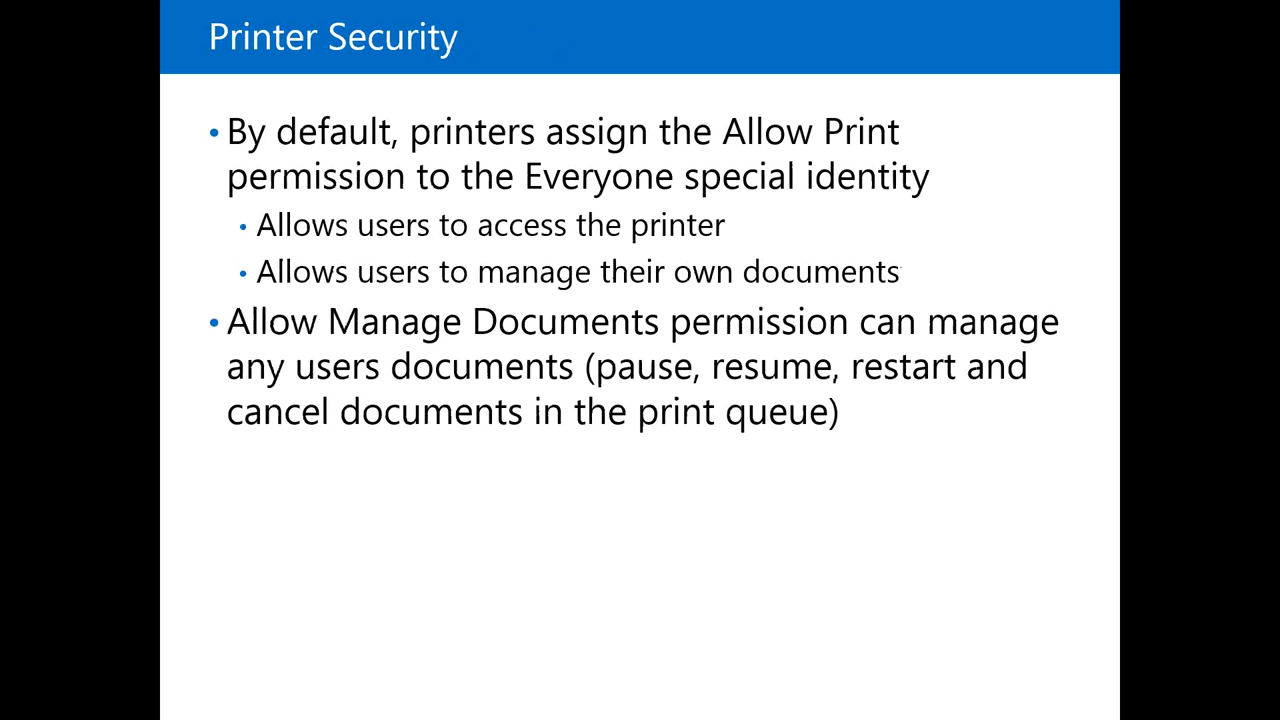 Printer Security
• By default, printers assign the Allow Print
permission to the Everyone special identity
• Allows users to access the printer
• Allows users to manage their own documents
• Allow Manage Documents permission can manage
any users documents (pause, resume, restart and
cancel documents in the print queue)